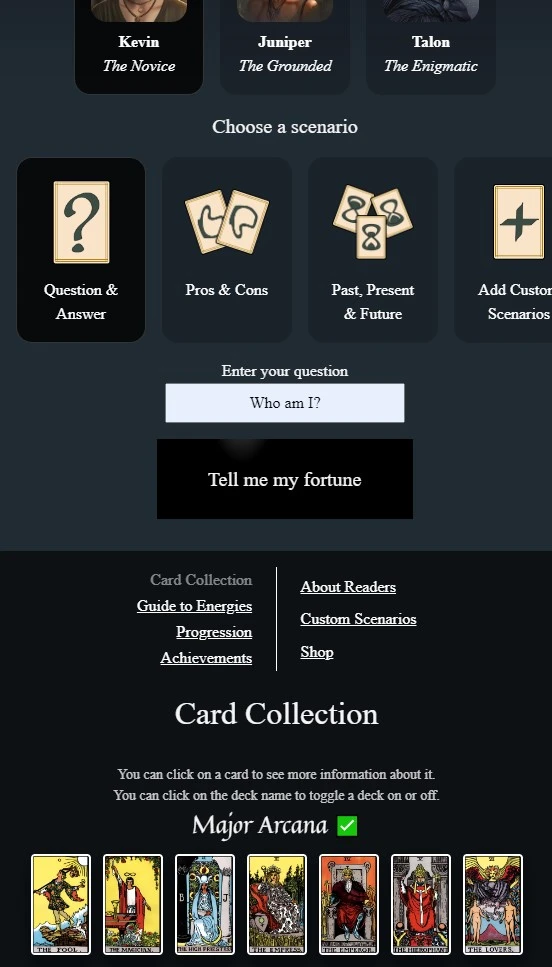 Kevin
The Novice
Juniper
The Grounded
Talon
The Enigmatic
Choose a scenario
Question &
Answer
Pros & Cons
Past, Present
& Future
Add Custom
Scenarios
Enter your question
Who am I?
Tell me my fortune
Card Collection
Guide to Energies
Progression
Achievements
About Readers
Custom Scenarios
Shop
Card Collection
You can click on a card to see more information about it.
You can click on the deck name to toggle a deck on or off.
Major Arcana
THE FOOL.
THE MAGICIAN.
B J
THE HIGH PRIESTESS
THE EMPRESS.
THE EMPEROR.
THE HIEROPHANT
THE LOVERS.